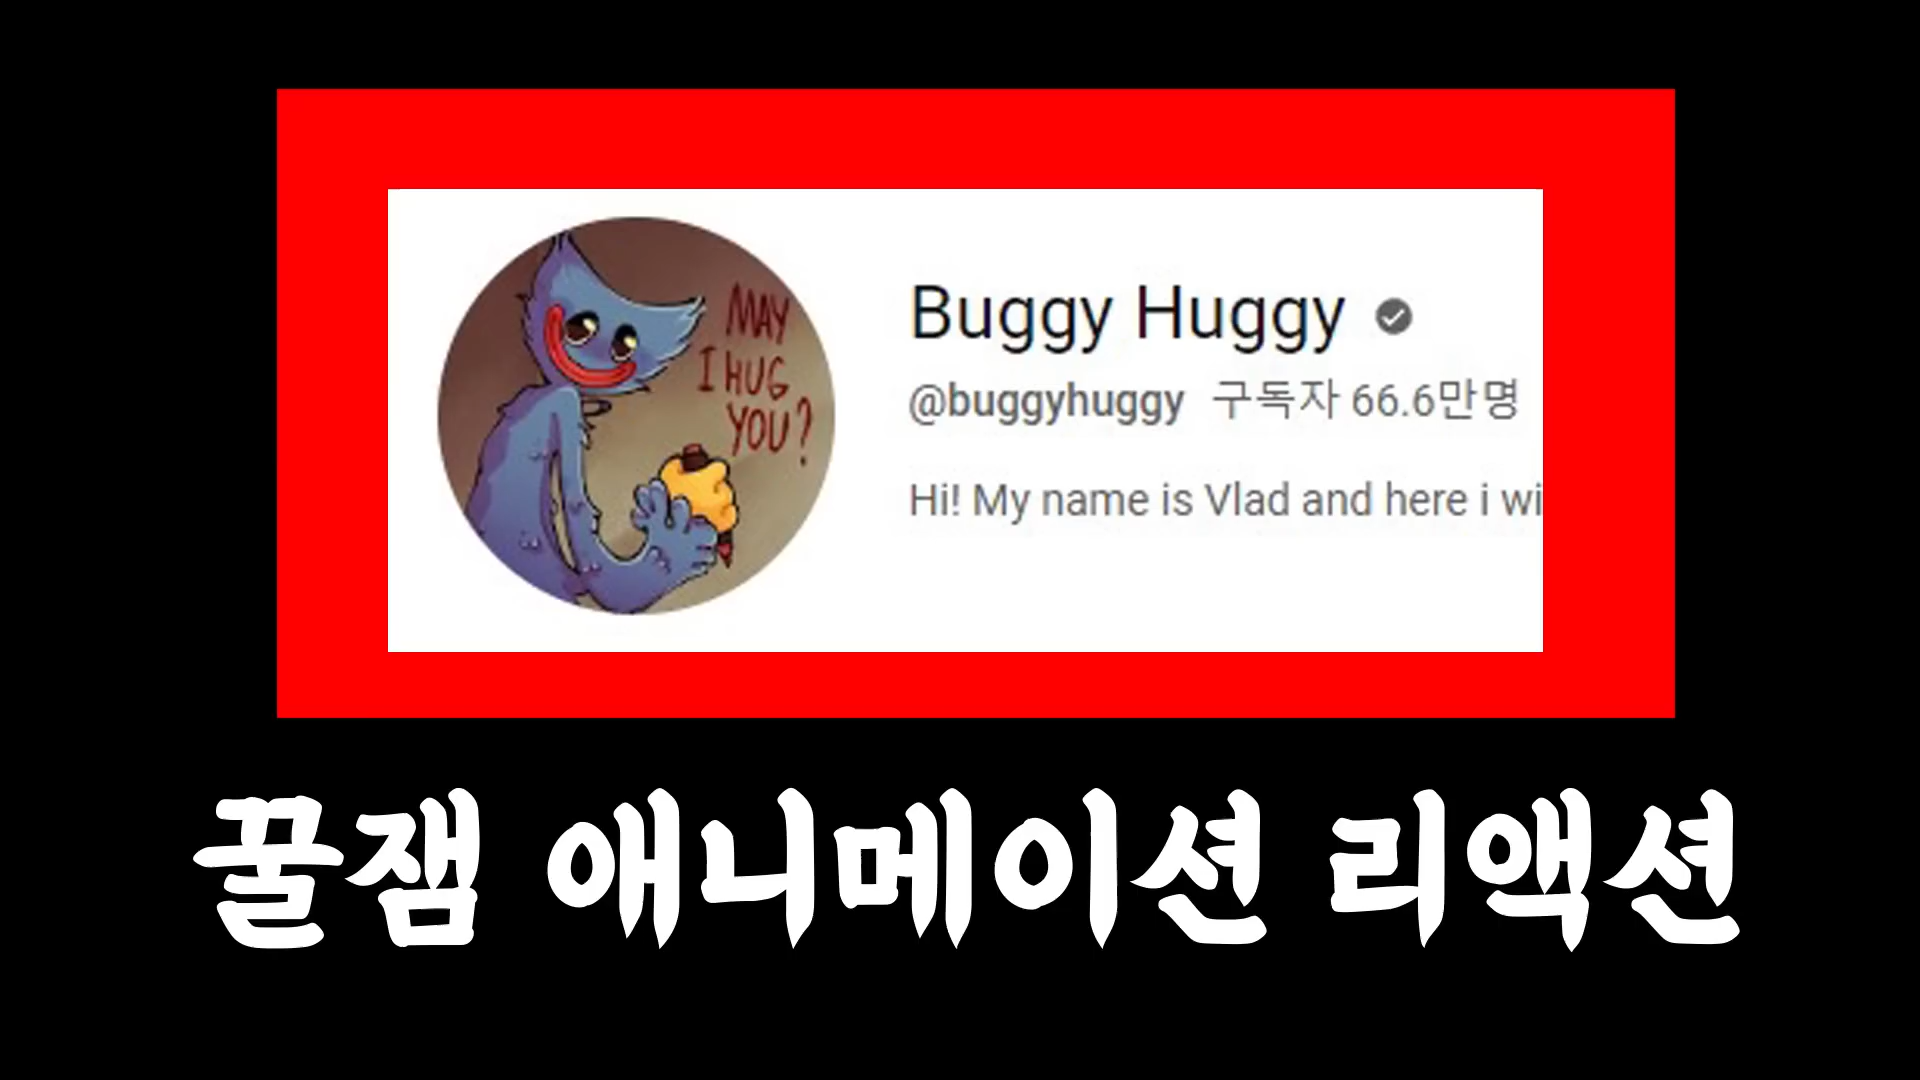 MAY
I HUG
YOU?
Buggy Huggy
@buggyhuggy 구독자 66.6만명
Hi! My name is Vlad and here i wi
꿀잼 애니메이션 리액션